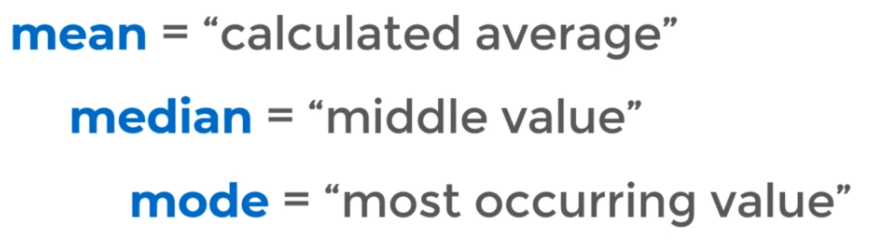 mean = “calculated average”
median = “middle value”
mode = “most occurring value”